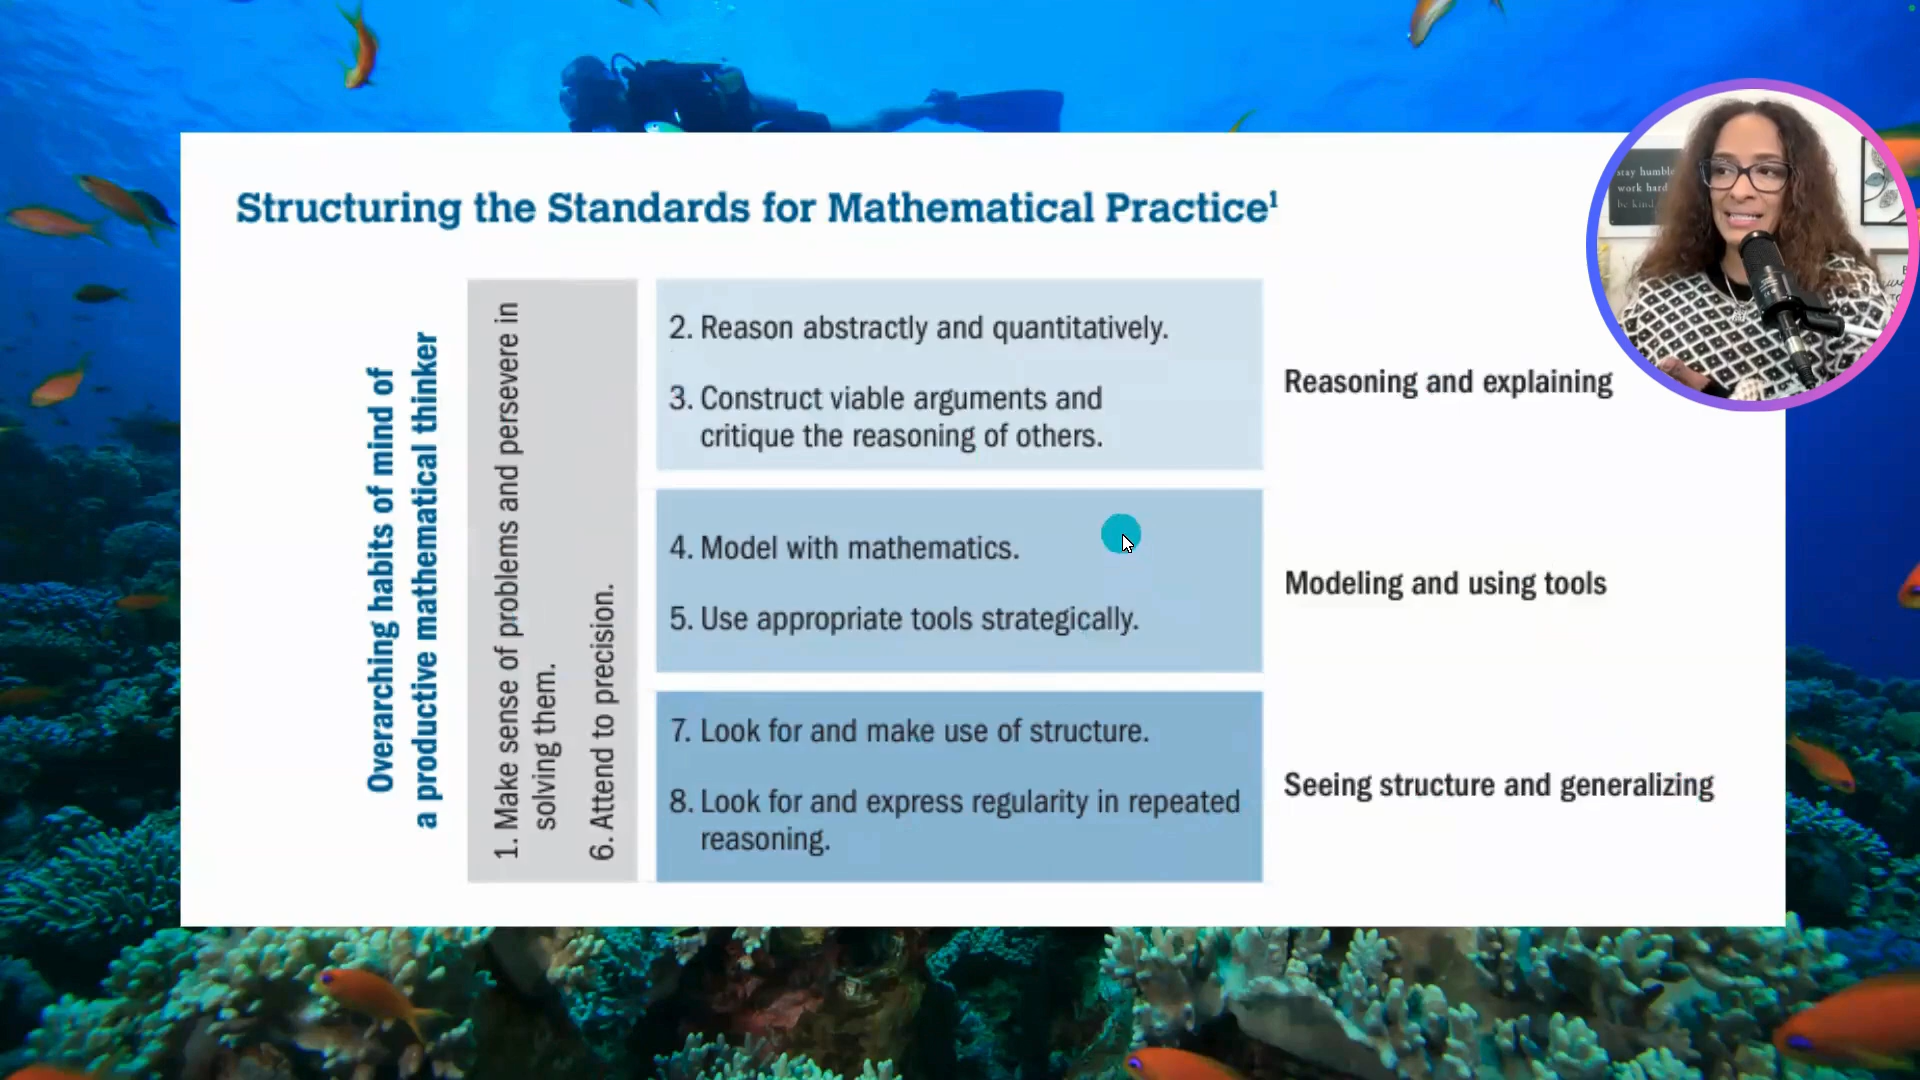 Structuring the Standards for Mathematical Practice¹
Overarching habits of mind of
a productive mathematical thinker
1. Make sense of problems and persevere in
solving them.
6. Attend to precision.
2. Reason abstractly and quantitatively.
3. Construct viable arguments and
critique the reasoning of others.
Reasoning and explaining
4. Model with mathematics.
5. Use appropriate tools strategically.
Modeling and using tools
7. Look for and make use of structure.
8. Look for and express regularity in repeated
reasoning.
Seeing structure and generalizing
stay humble
work hard
be kind